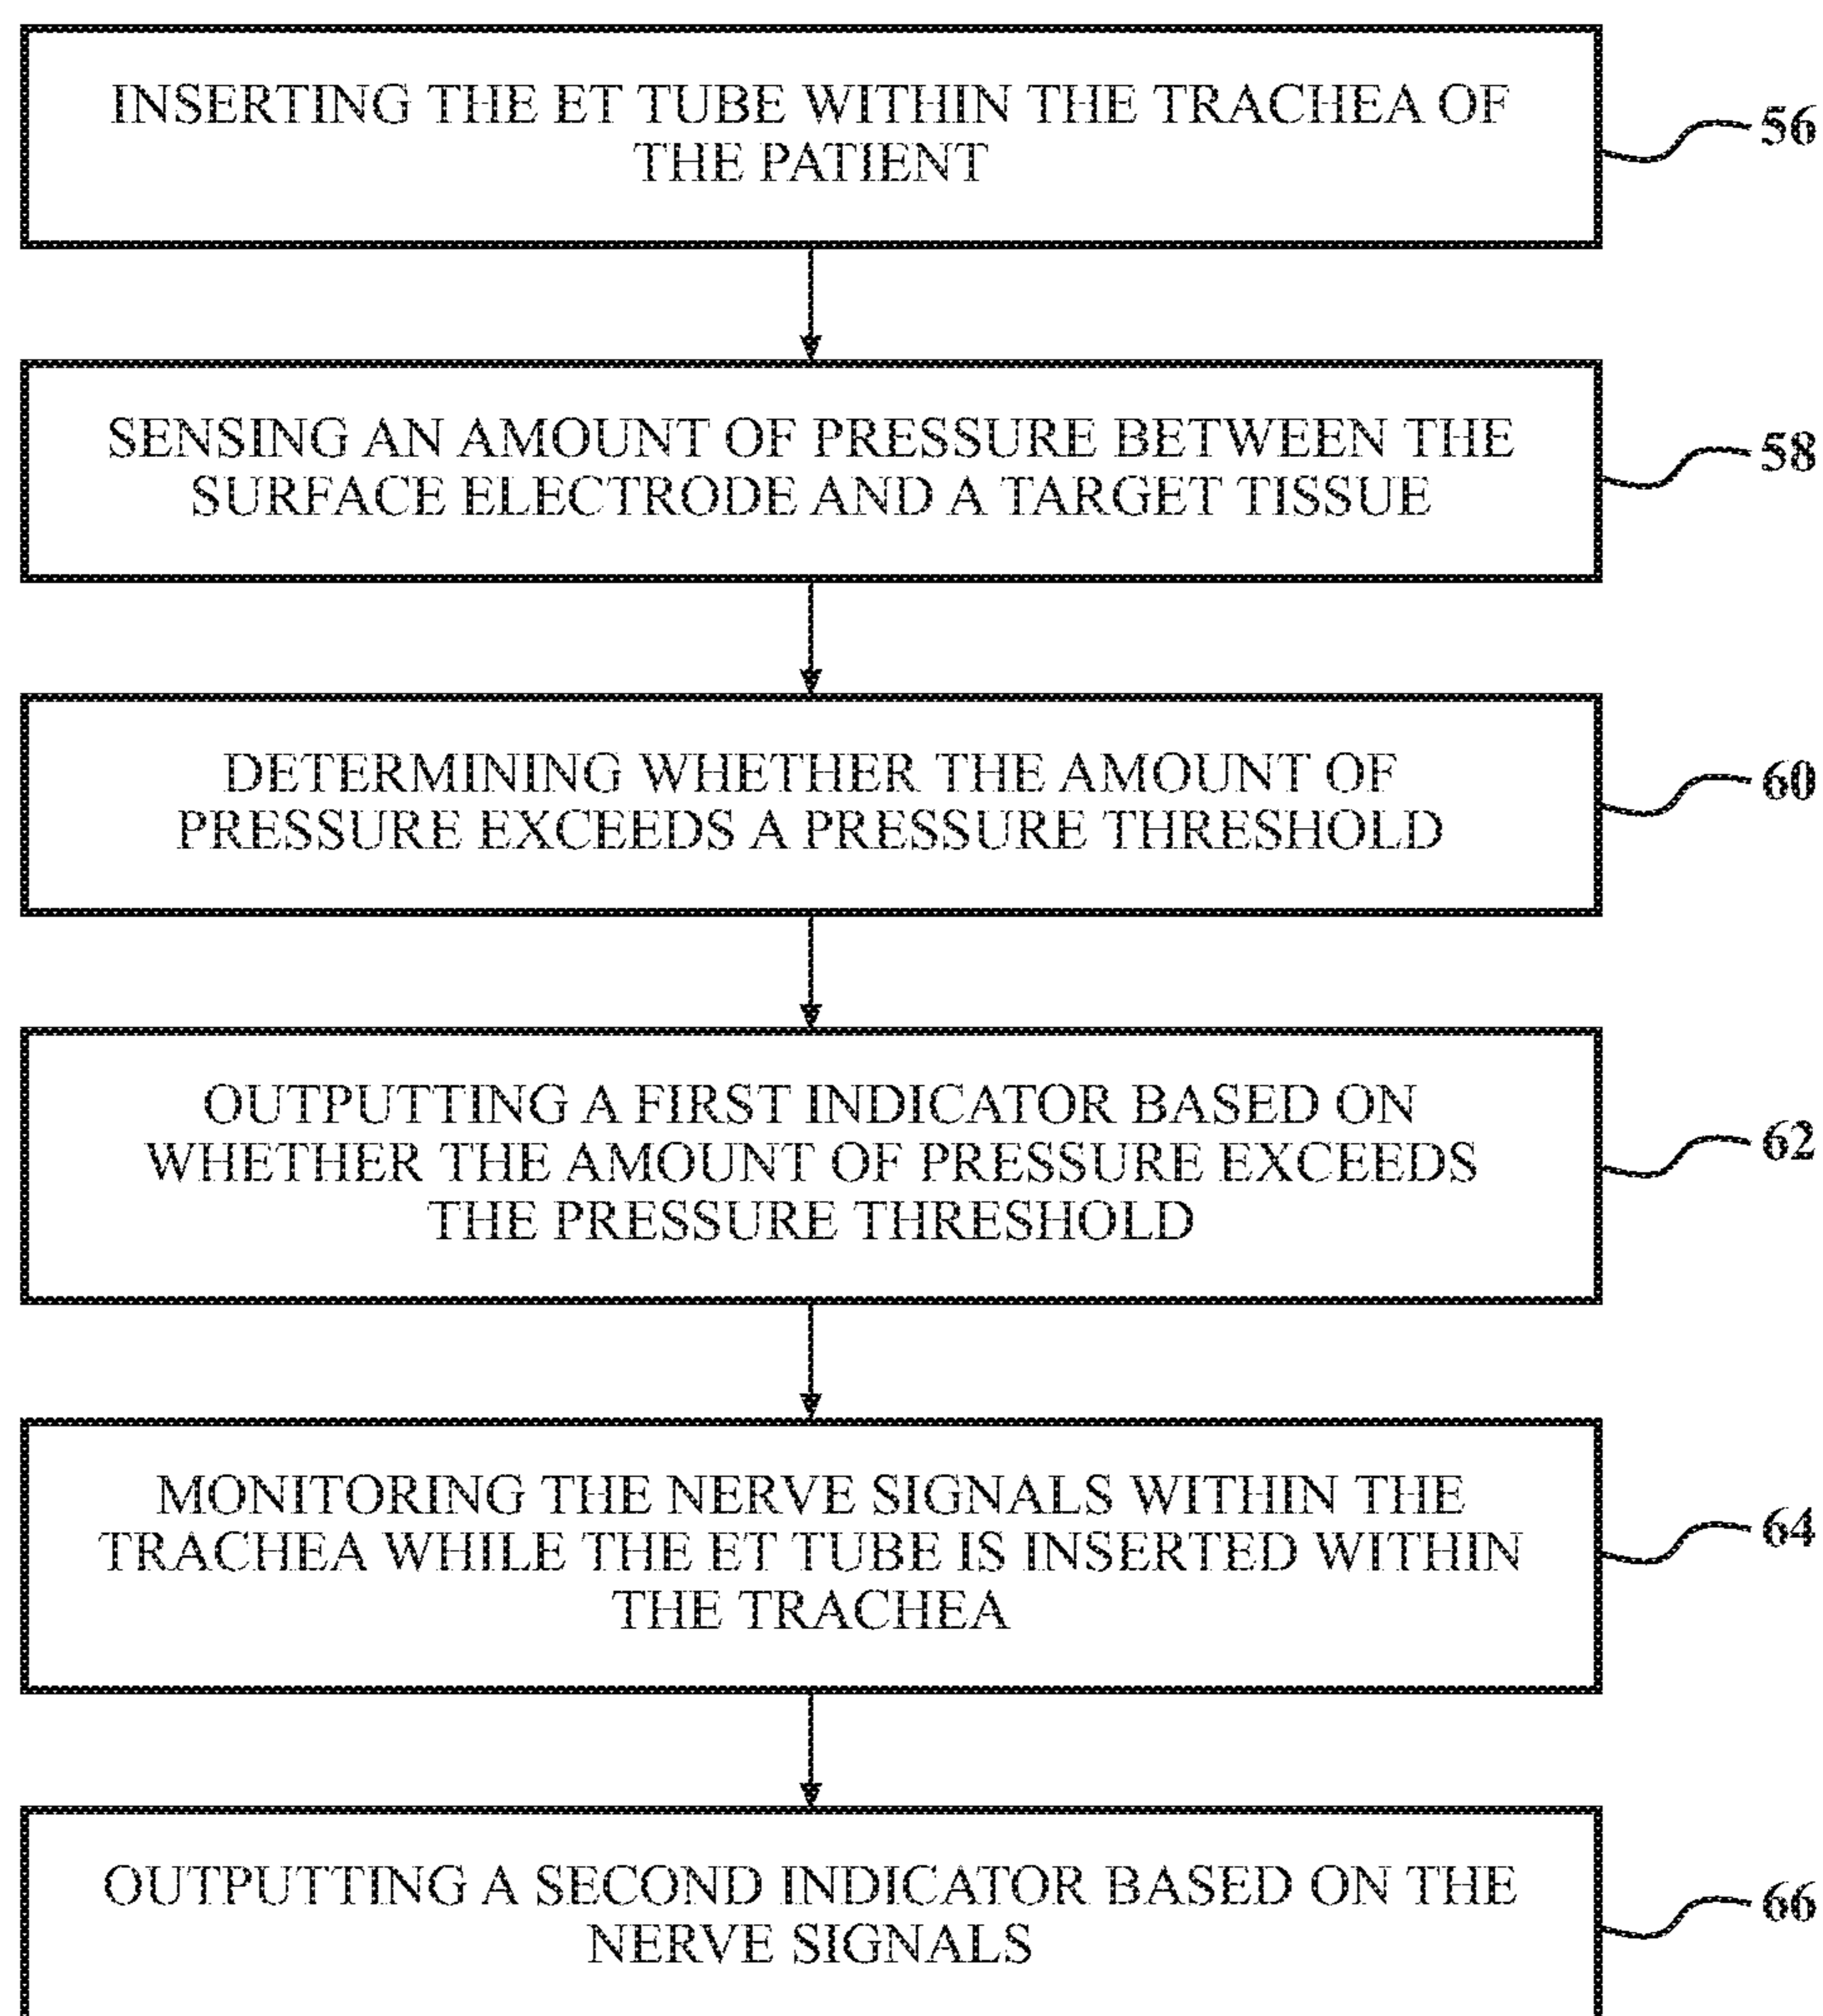 INSERTING THE ET TUBE WITHIN THE TRACHEA OF
THE PATIENT
56
SENSING AN AMOUNT OF PRESSURE BETWEEN THE
SURFACE ELECTRODE AND A TARGET TISSUE
58
DETERMINING WHETHER THE AMOUNT OF
PRESSURE EXCEEDS A PRESSURE THRESHOLD
60
OUTPUTTING A FIRST INDICATOR BASED ON
WHETHER THE AMOUNT OF PRESSURE EXCEEDS
THE PRESSURE THRESHOLD
62
MONITORING THE NERVE SIGNALS WITHIN THE
TRACHEA WHILE THE ET TUBE IS INSERTED WITHIN
THE TRACHEA
64
OUTPUTTING A SECOND INDICATOR BASED ON THE
NERVE SIGNALS
66